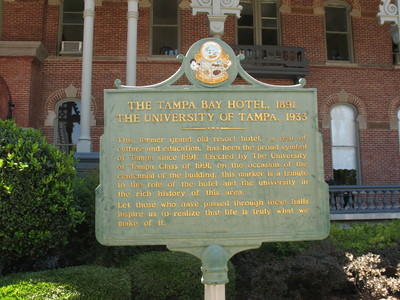 THE TAMPA BAY HOTEL, 1891
THE UNIVERSITY OF TAMPA, 1933
This former grand old resort hotel, a seat of
culture and education, has been the proud symbol
of Tampa since 1891. Erected by The University
of Tampa Class of 1991, on the occasion of the
centennial of the building, this marker is a tribute
to the role of the hotel and the university in
the rich history of this area.
Let those who have passed through these halls
inspire us to realize that life is truly what we
make of it.